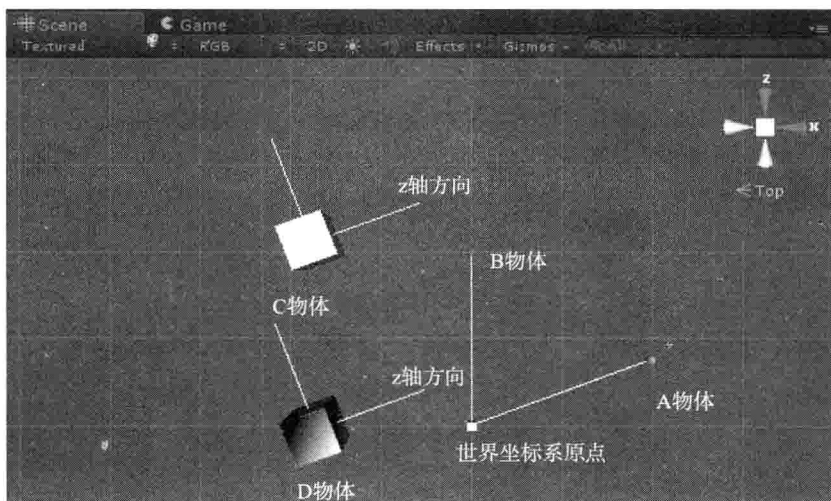 Scene
Game
Textured
RGB
2D
Effects
Gizmos
All
z
x
Top
z轴方向
B物体
C物体
z轴方向
A物体
世界坐标系原点
D物体